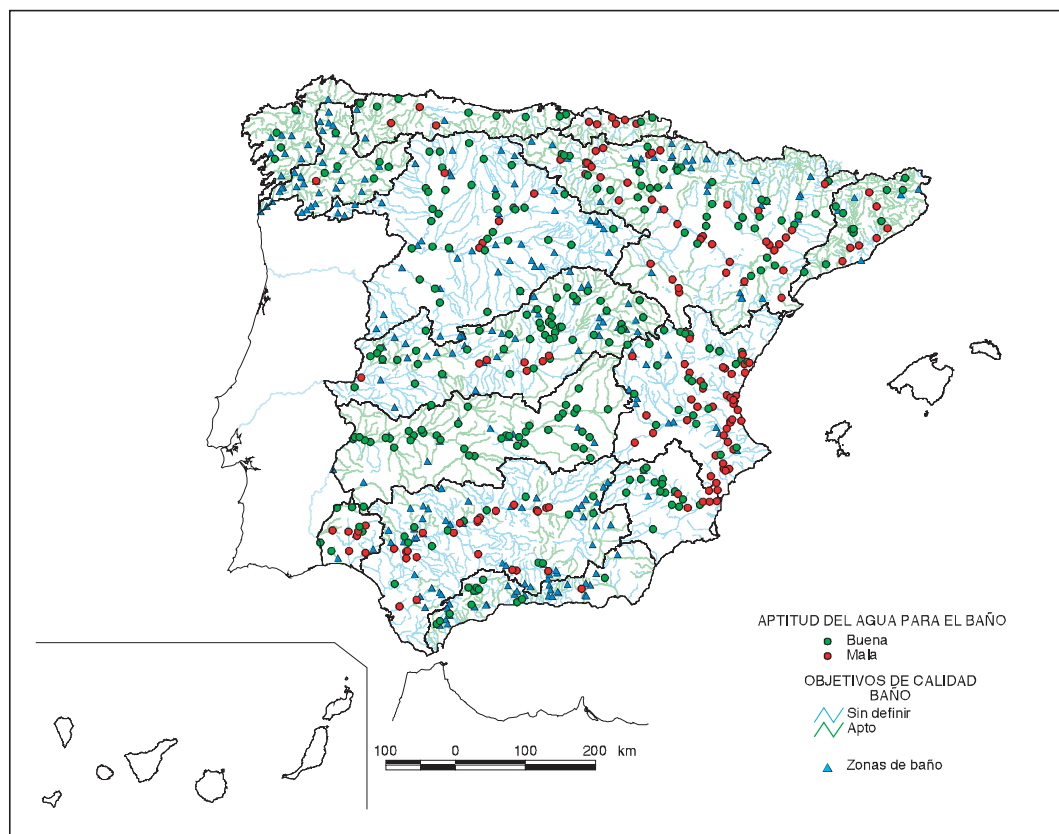 APTITUD DEL AGUA PARA EL BAÑO
Buena
Mala
OBJETIVOS DE CALIDAD
BAÑO
Sin definir
Apto
Zonas de baño
100 0 100 200 km